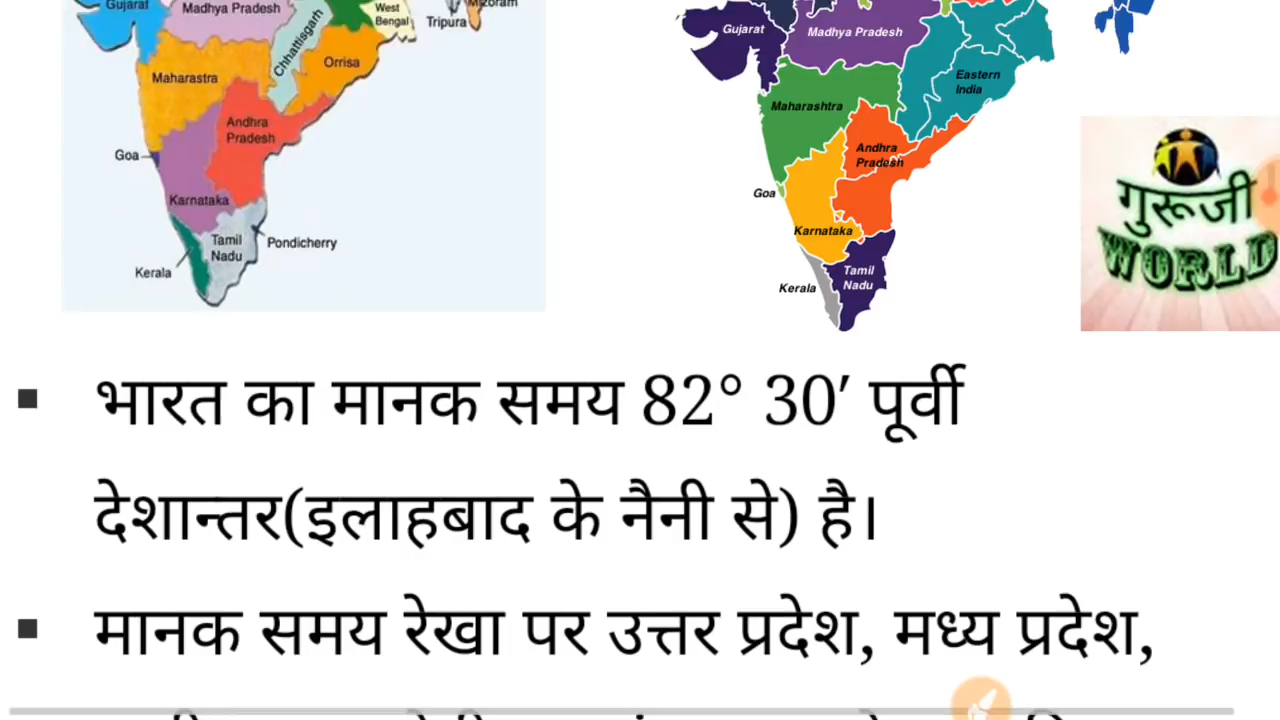 Gujarat
Madhya Pradesh
Chhattisgarh
West
Bengal
Tripura
Mizoram
Maharastra
Orrisa
Andhra
Pradesh
Goa
Karnataka
Tamil
Nadu
Pondicherry
Kerala
Gujarat
Madhya Pradesh
Eastern
India
Maharashtra
Andhra
Pradesh
Goa
Karnataka
Tamil
Nadu
Kerala
गुरूजी
WORLD
▪ भारत का मानक समय 82° 30′ पूर्वी
देशान्तर(इलाहबाद के नैनी से) है।
▪ मानक समय रेखा पर उत्तर प्रदेश, मध्य प्रदेश,